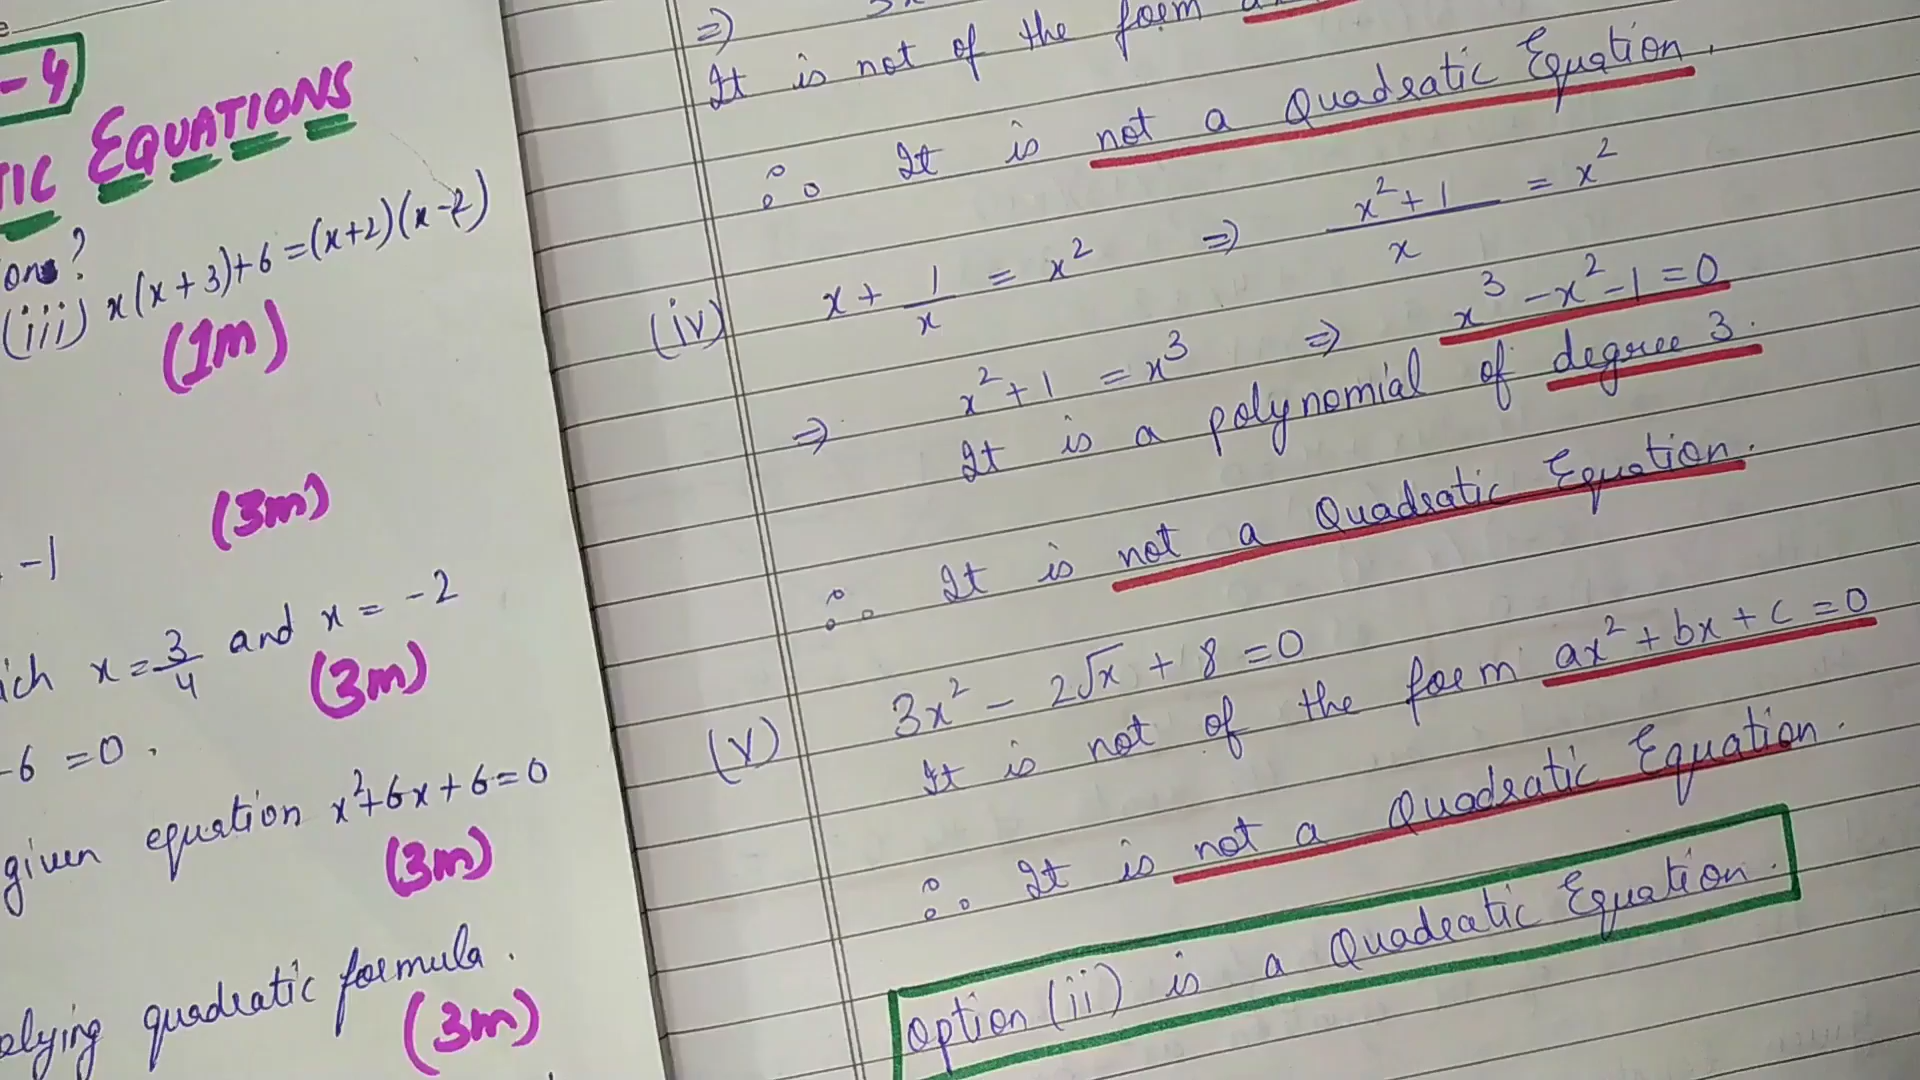 - 4
TIC EQUATIONS
ons?
(iii) x(x+3)+6=(x+2)(x-2)
(1m)
(3m)
-1
ich x=3/4 and x = -2
(3m)
-6 =0.
given equation x²+6x+6=0
(3m)
plying quadratic formula.
(3m)
⇒ 3x
It is not of the form
∴ It is not a Quadratic Equation.
(iv) x + 1/x = x² ⇒ (x²+1)/x = x²
⇒ x²+1 = x³ ⇒ x³-x²-1=0
It is a polynomial of degree 3.
∴ It is not a Quadratic Equation.
(v) 3x² - 2√x + 8 =0
It is not of the form ax²+bx+c=0
∴ It is not a Quadratic Equation.
option (ii) is a Quadratic Equation.